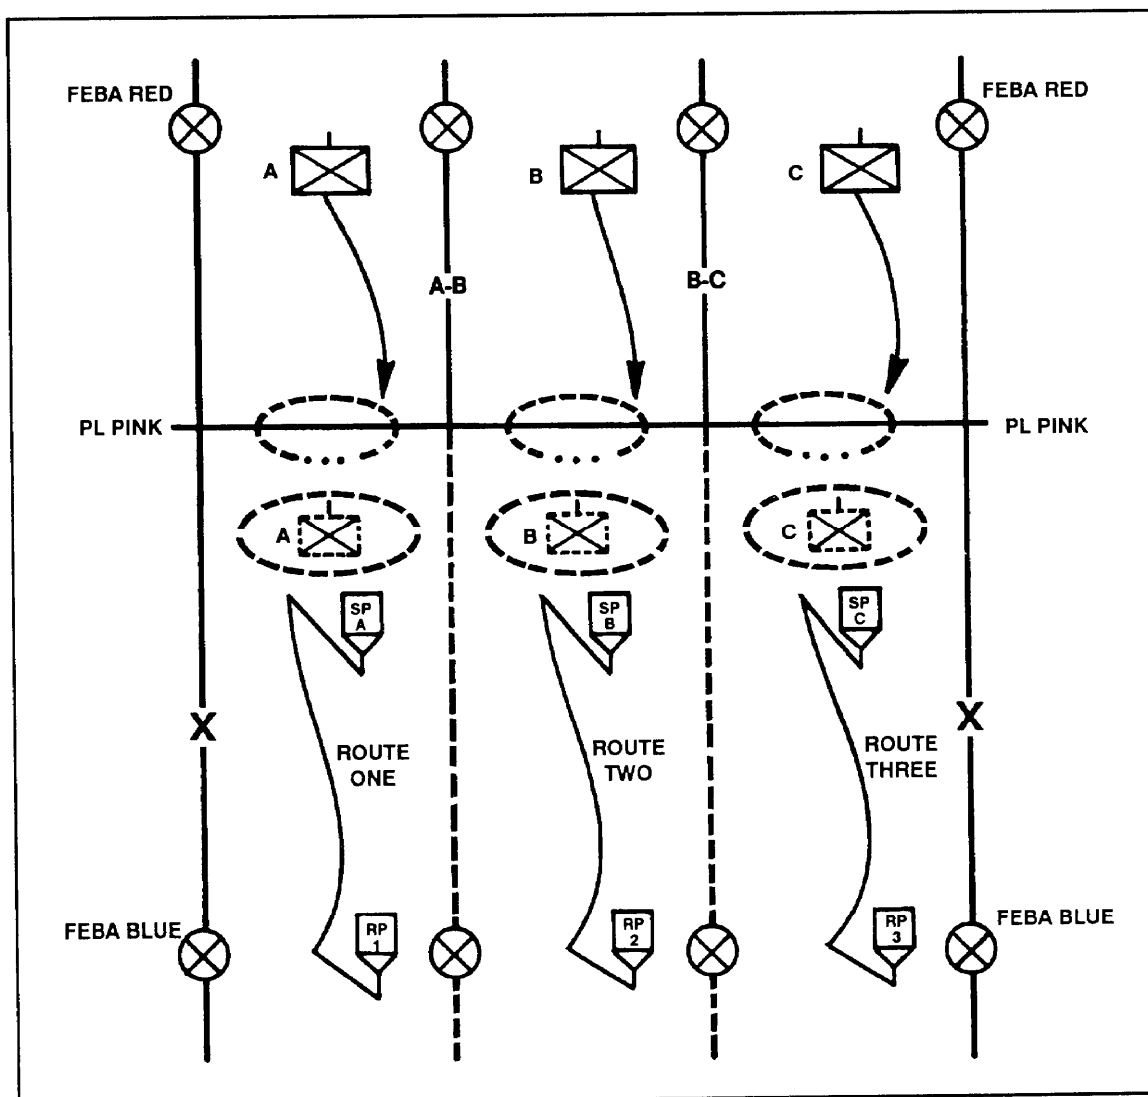 FEBA RED
FEBA RED
A
B
C
A-B
B-C
PL PINK
PL PINK
A
B
C
SP
A
SP
B
SP
C
X
X
ROUTE
ONE
ROUTE
TWO
ROUTE
THREE
FEBA BLUE
FEBA BLUE
RP
1
RP
2
RP
3